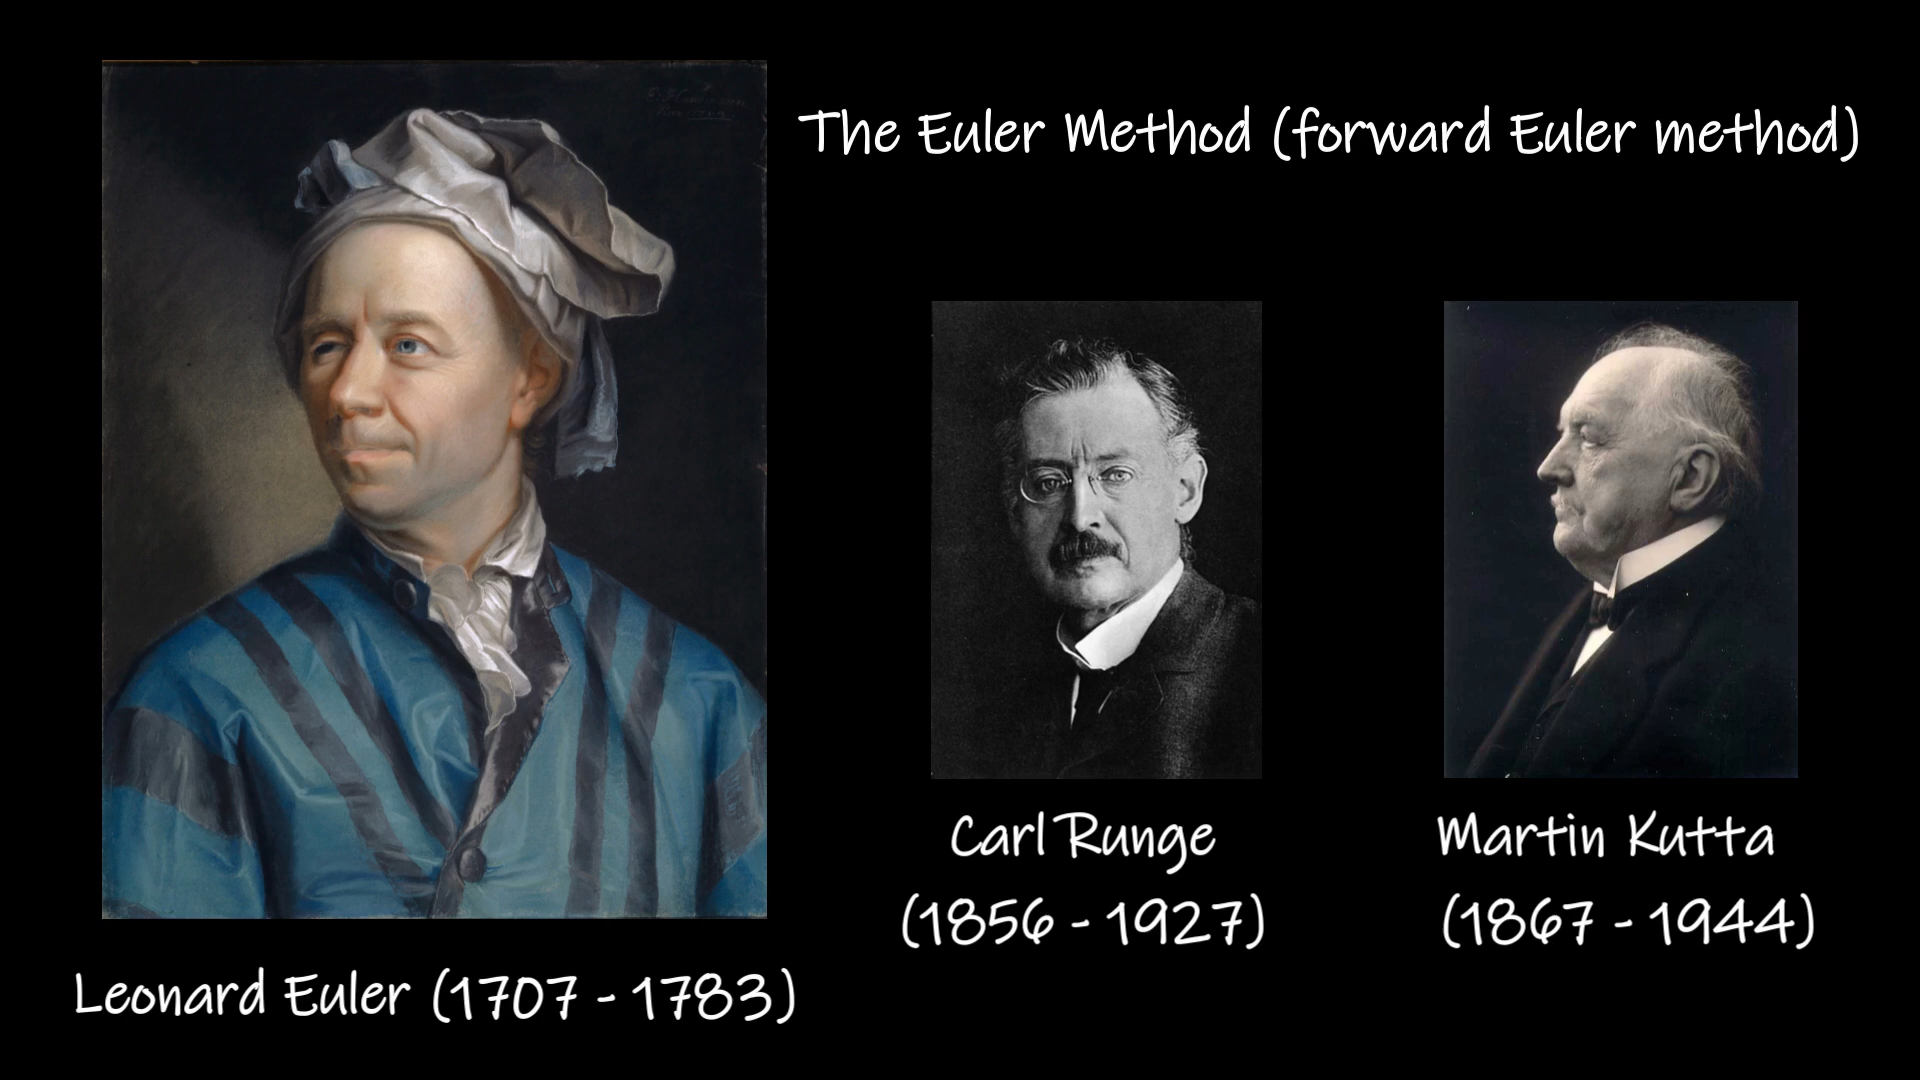 The Euler Method (forward Euler method)
Carl Runge
(1856 - 1927)
Martin Kutta
(1867 - 1944)
Leonard Euler (1707 - 1783)